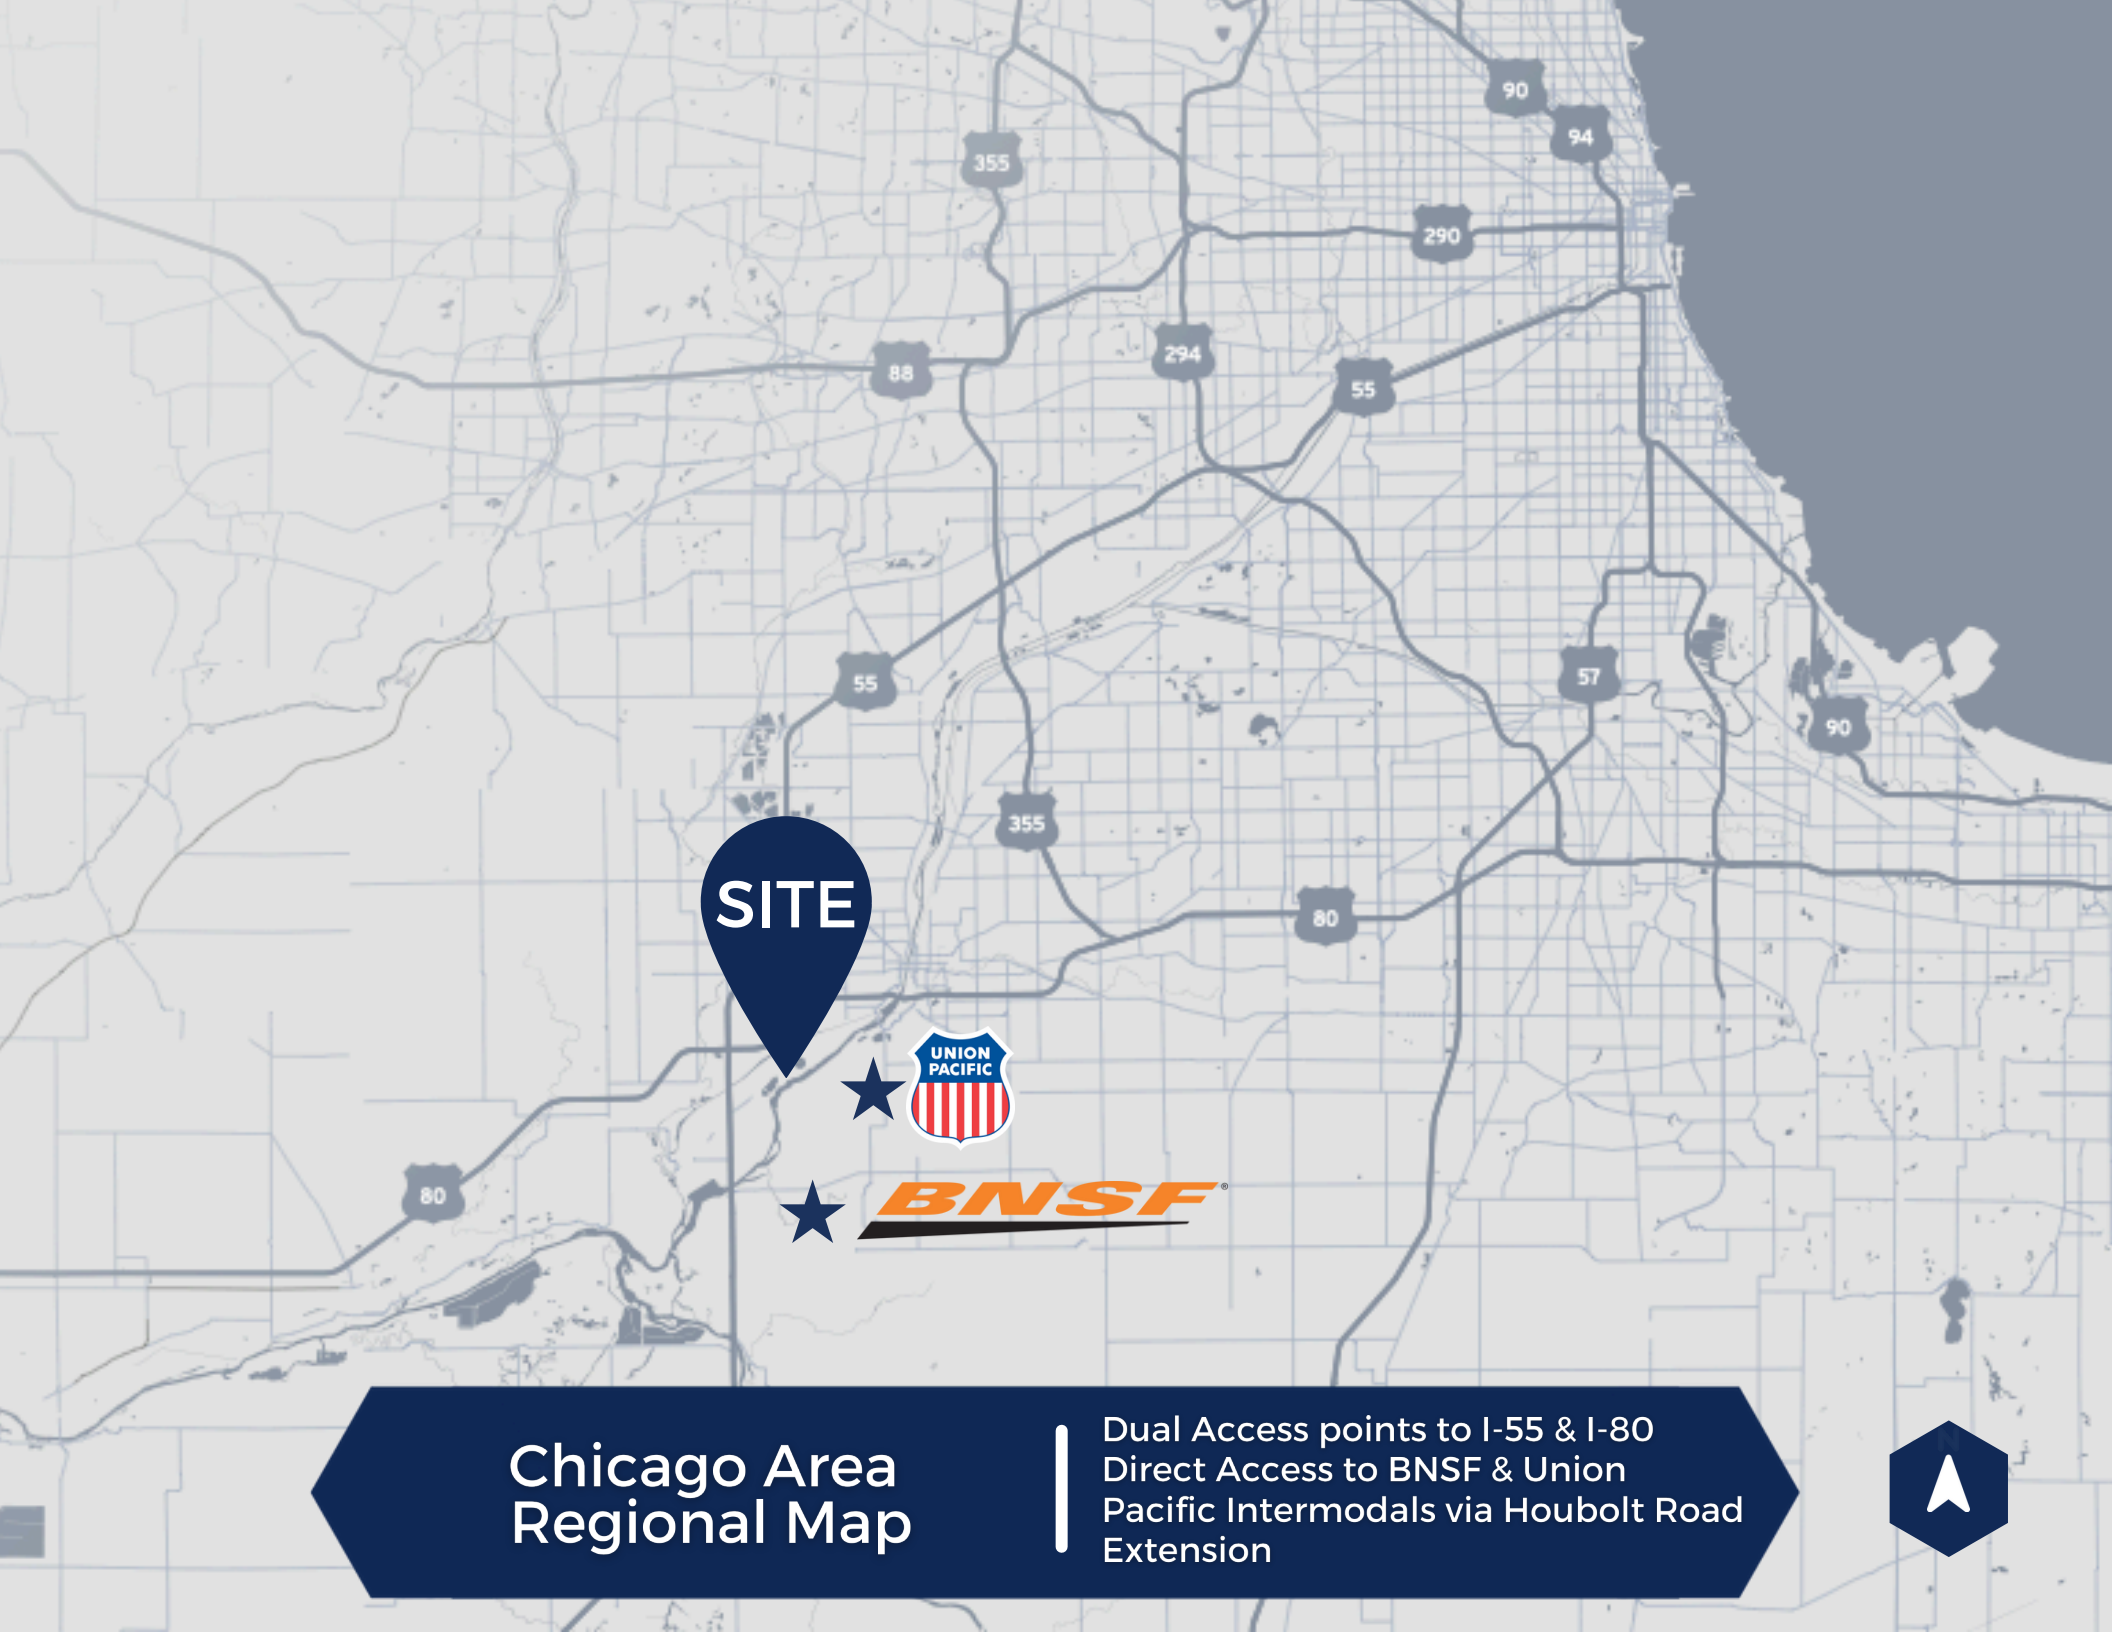 90
94
355
290
294
88
55
55
57
90
355
SITE
80
UNION
PACIFIC
80
BNSF®
Chicago Area
Regional Map
Dual Access points to I-55 & I-80
Direct Access to BNSF & Union
Pacific Intermodals via Houbolt Road
Extension
N